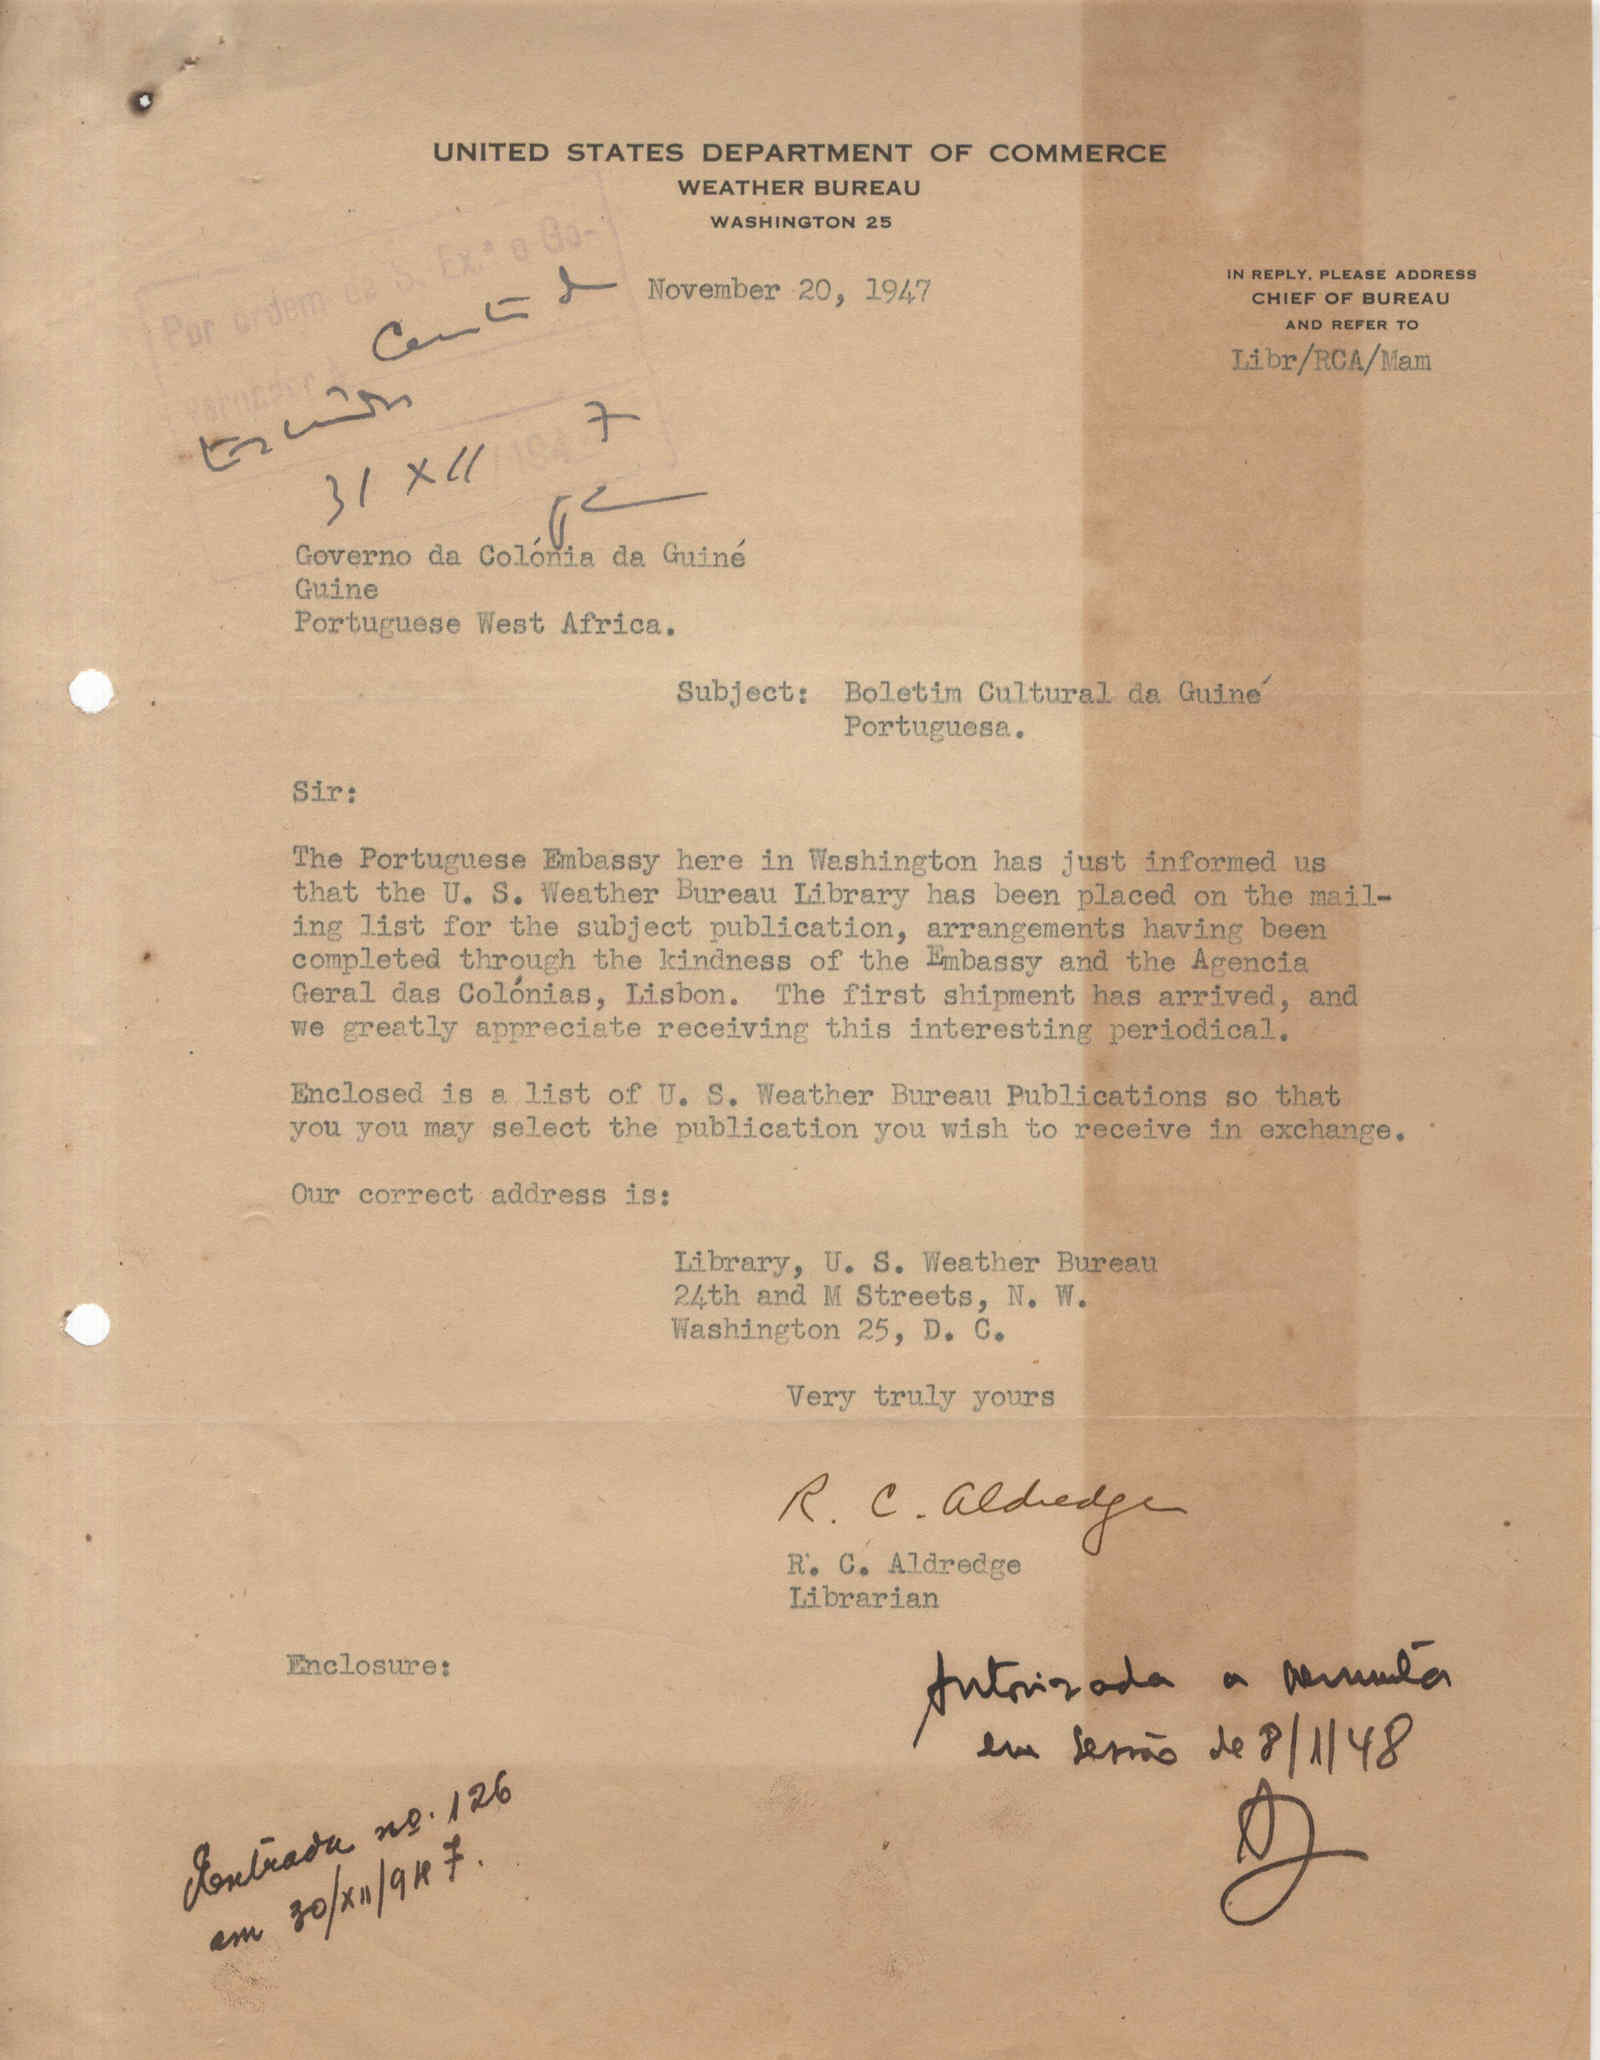 UNITED STATES DEPARTMENT OF COMMERCE
WEATHER BUREAU
WASHINGTON 25
November 20, 1947
IN REPLY, PLEASE ADDRESS
CHIEF OF BUREAU
AND REFER TO
Libr/RCA/Mam
Por ordem de S. Ex.ª o Go-
31 XII 7
Governo da Colónia da Guiné
Guine
Portuguese West Africa.
Subject: Boletim Cultural da Guiné
Portuguesa.
Sir:
The Portuguese Embassy here in Washington has just informed us
that the U. S. Weather Bureau Library has been placed on the mail-
ing list for the subject publication, arrangements having been
completed through the kindness of the Embassy and the Agencia
Geral das Colónias, Lisbon. The first shipment has arrived, and
we greatly appreciate receiving this interesting periodical.
Enclosed is a list of U. S. Weather Bureau Publications so that
you you may select the publication you wish to receive in exchange.
Our correct address is:
Library, U. S. Weather Bureau
24th and M Streets, N. W.
Washington 25, D. C.
Very truly yours
R. C. Aldredge
R. C. Aldredge
Librarian
Enclosure:
Autorizada a permuta
em sessão de 8/1/48
Entrada nº. 126
em 30/XII/947.